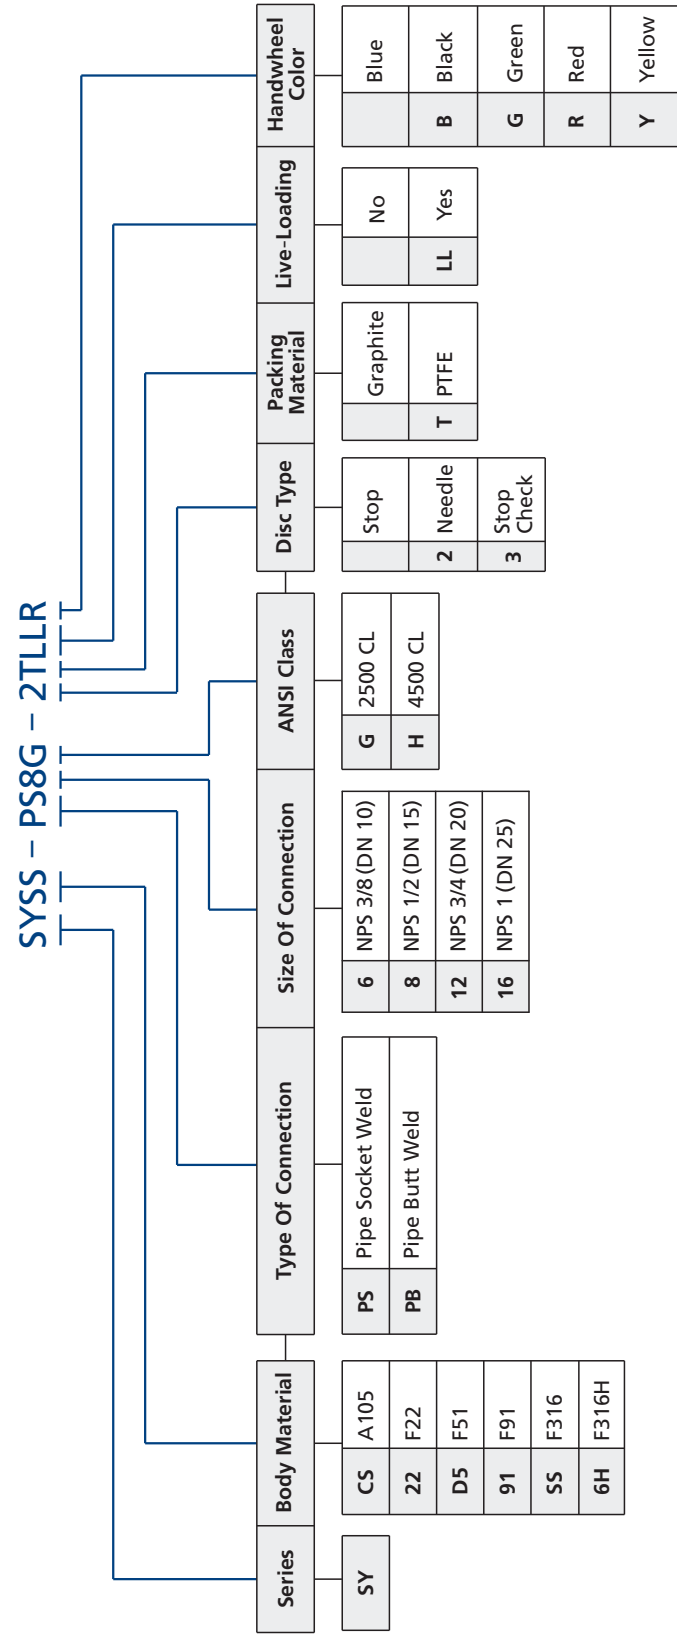 SYSS – PS8G – 2TLLR
Series
SY
Body Material
CS A105
22 F22
D5 F51
91 F91
SS F316
6H F316H
Type Of Connection
PS Pipe Socket Weld
PB Pipe Butt Weld
Size Of Connection
6 NPS 3/8 (DN 10)
8 NPS 1/2 (DN 15)
12 NPS 3/4 (DN 20)
16 NPS 1 (DN 25)
ANSI Class
G 2500 CL
H 4500 CL
Disc Type
Stop
2 Needle
3 Stop
Check
Packing
Material
Graphite
T PTFE
Live-Loading
No
LL Yes
Handwheel
Color
Blue
B Black
G Green
R Red
Y Yellow